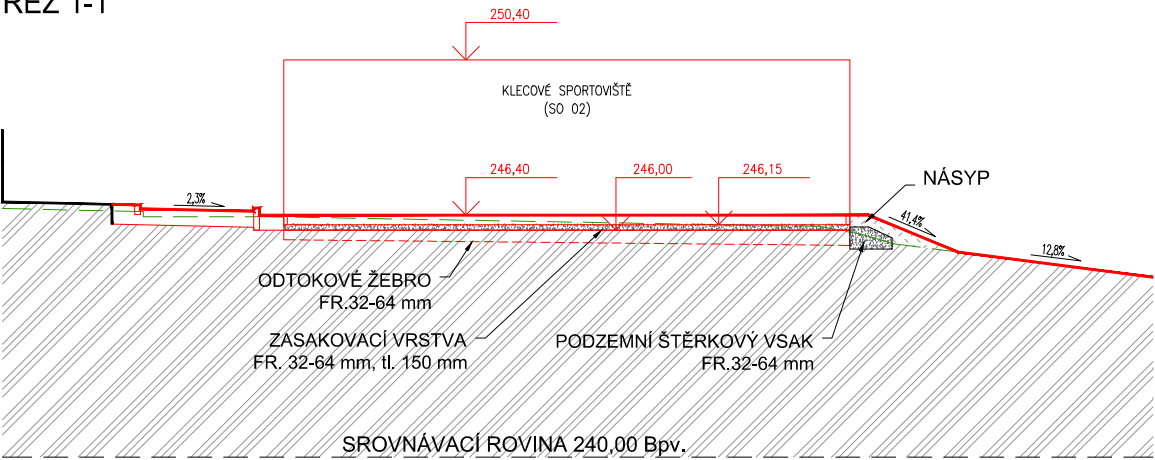 ŘEZ 1-1
250,40
KLECOVÉ SPORTOVIŠTĚ
(SO 02)
246,40
246,00
246,15
NÁSYP
2,3%
41,4%
12,8%
ODTOKOVÉ ŽEBRO
FR.32-64 mm
ZASAKOVACÍ VRSTVA
FR. 32-64 mm, tl. 150 mm
PODZEMNÍ ŠTĚRKOVÝ VSAK
FR.32-64 mm
SROVNÁVACÍ ROVINA 240,00 Bpv.